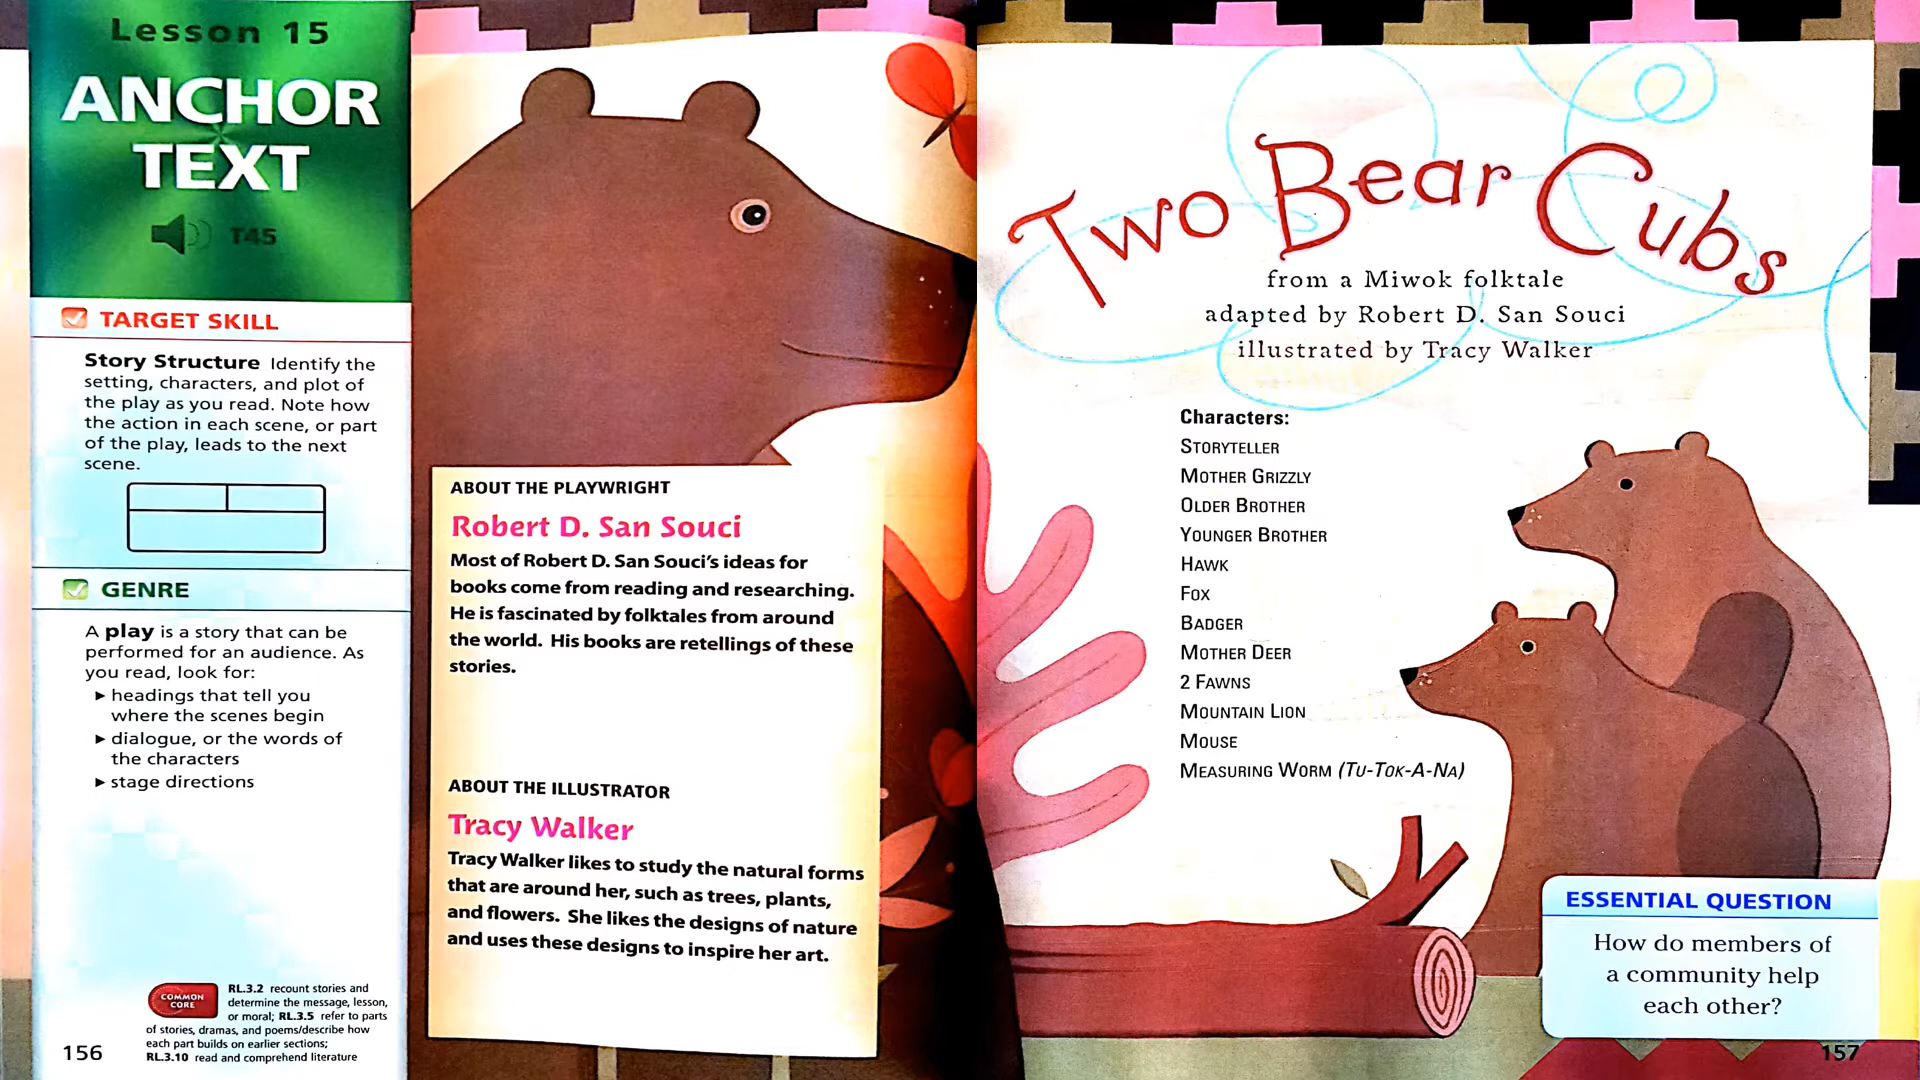 Lesson 15
ANCHOR
TEXT
T45
TARGET SKILL
Story Structure Identify the
setting, characters, and plot of
the play as you read. Note how
the action in each scene, or part
of the play, leads to the next
scene.
GENRE
A play is a story that can be
performed for an audience. As
you read, look for:
▶ headings that tell you
where the scenes begin
▶ dialogue, or the words of
the characters
▶ stage directions
COMMON
CORE
RL.3.2 recount stories and
determine the message, lesson,
or moral; RL.3.5 refer to parts
of stories, dramas, and poems/describe how
each part builds on earlier sections;
RL.3.10 read and comprehend literature
156
ABOUT THE PLAYWRIGHT
Robert D. San Souci
Most of Robert D. San Souci's ideas for
books come from reading and researching.
He is fascinated by folktales from around
the world. His books are retellings of these
stories.
ABOUT THE ILLUSTRATOR
Tracy Walker
Tracy Walker likes to study the natural forms
that are around her, such as trees, plants,
and flowers. She likes the designs of nature
and uses these designs to inspire her art.
Two Bear Cubs
from a Miwok folktale
adapted by Robert D. San Souci
illustrated by Tracy Walker
Characters:
STORYTELLER
MOTHER GRIZZLY
OLDER BROTHER
YOUNGER BROTHER
HAWK
FOX
BADGER
MOTHER DEER
2 FAWNS
MOUNTAIN LION
MOUSE
MEASURING WORM (TU-TOK-A-NA)
ESSENTIAL QUESTION
How do members of
a community help
each other?
157